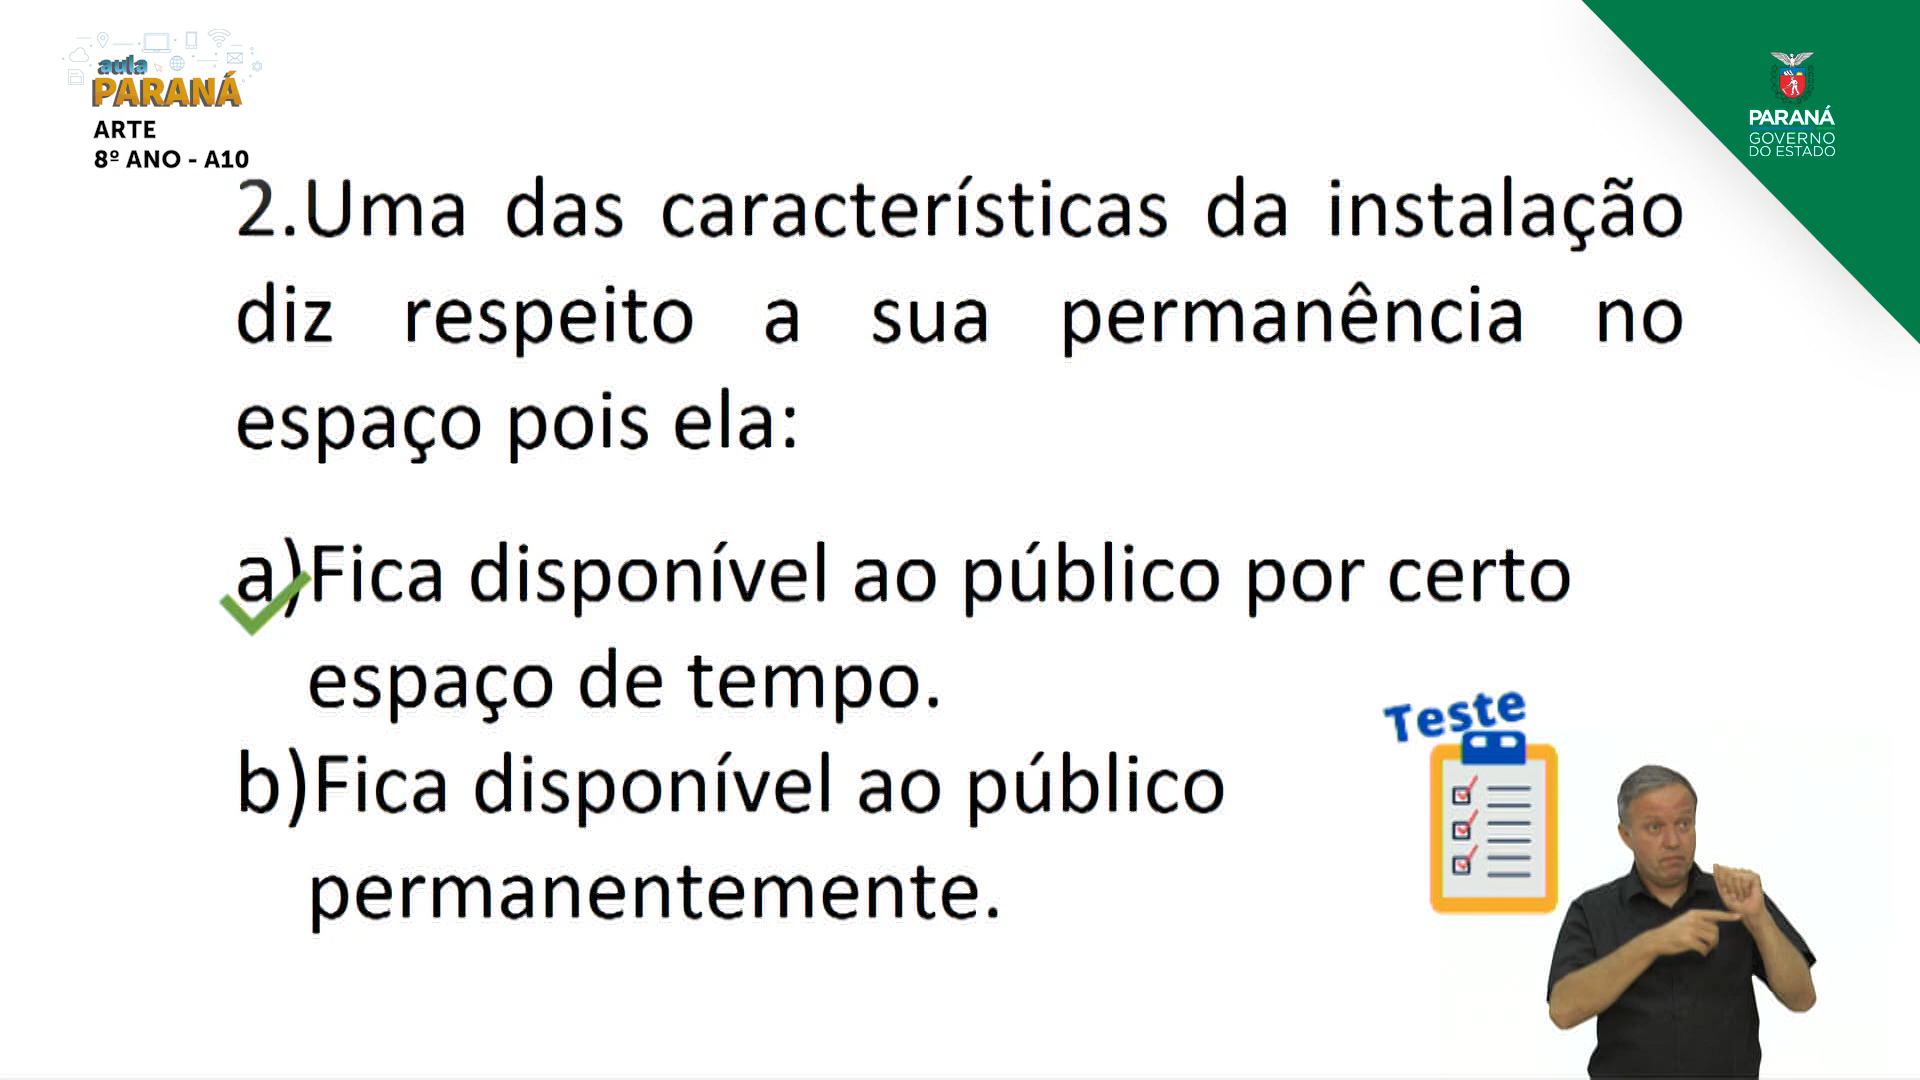 aula
PARANÁ
ARTE
8º ANO - A10
PARANÁ
GOVERNO
DO ESTADO
2.Uma das características da instalação
diz respeito a sua permanência no
espaço pois ela:
a)Fica disponível ao público por certo
espaço de tempo.
b)Fica disponível ao público
permanentemente.
Teste